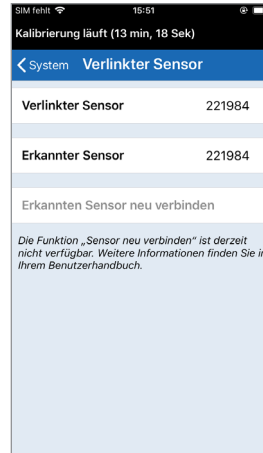 SIM fehlt 15:51
Kalibrierung läuft (13 min, 18 Sek)
System Verlinkter Sensor
Verlinkter Sensor 221984
Erkannter Sensor 221984
Erkannten Sensor neu verbinden
Die Funktion „Sensor neu verbinden“ ist derzeit
nicht verfügbar. Weitere Informationen finden Sie in
Ihrem Benutzerhandbuch.